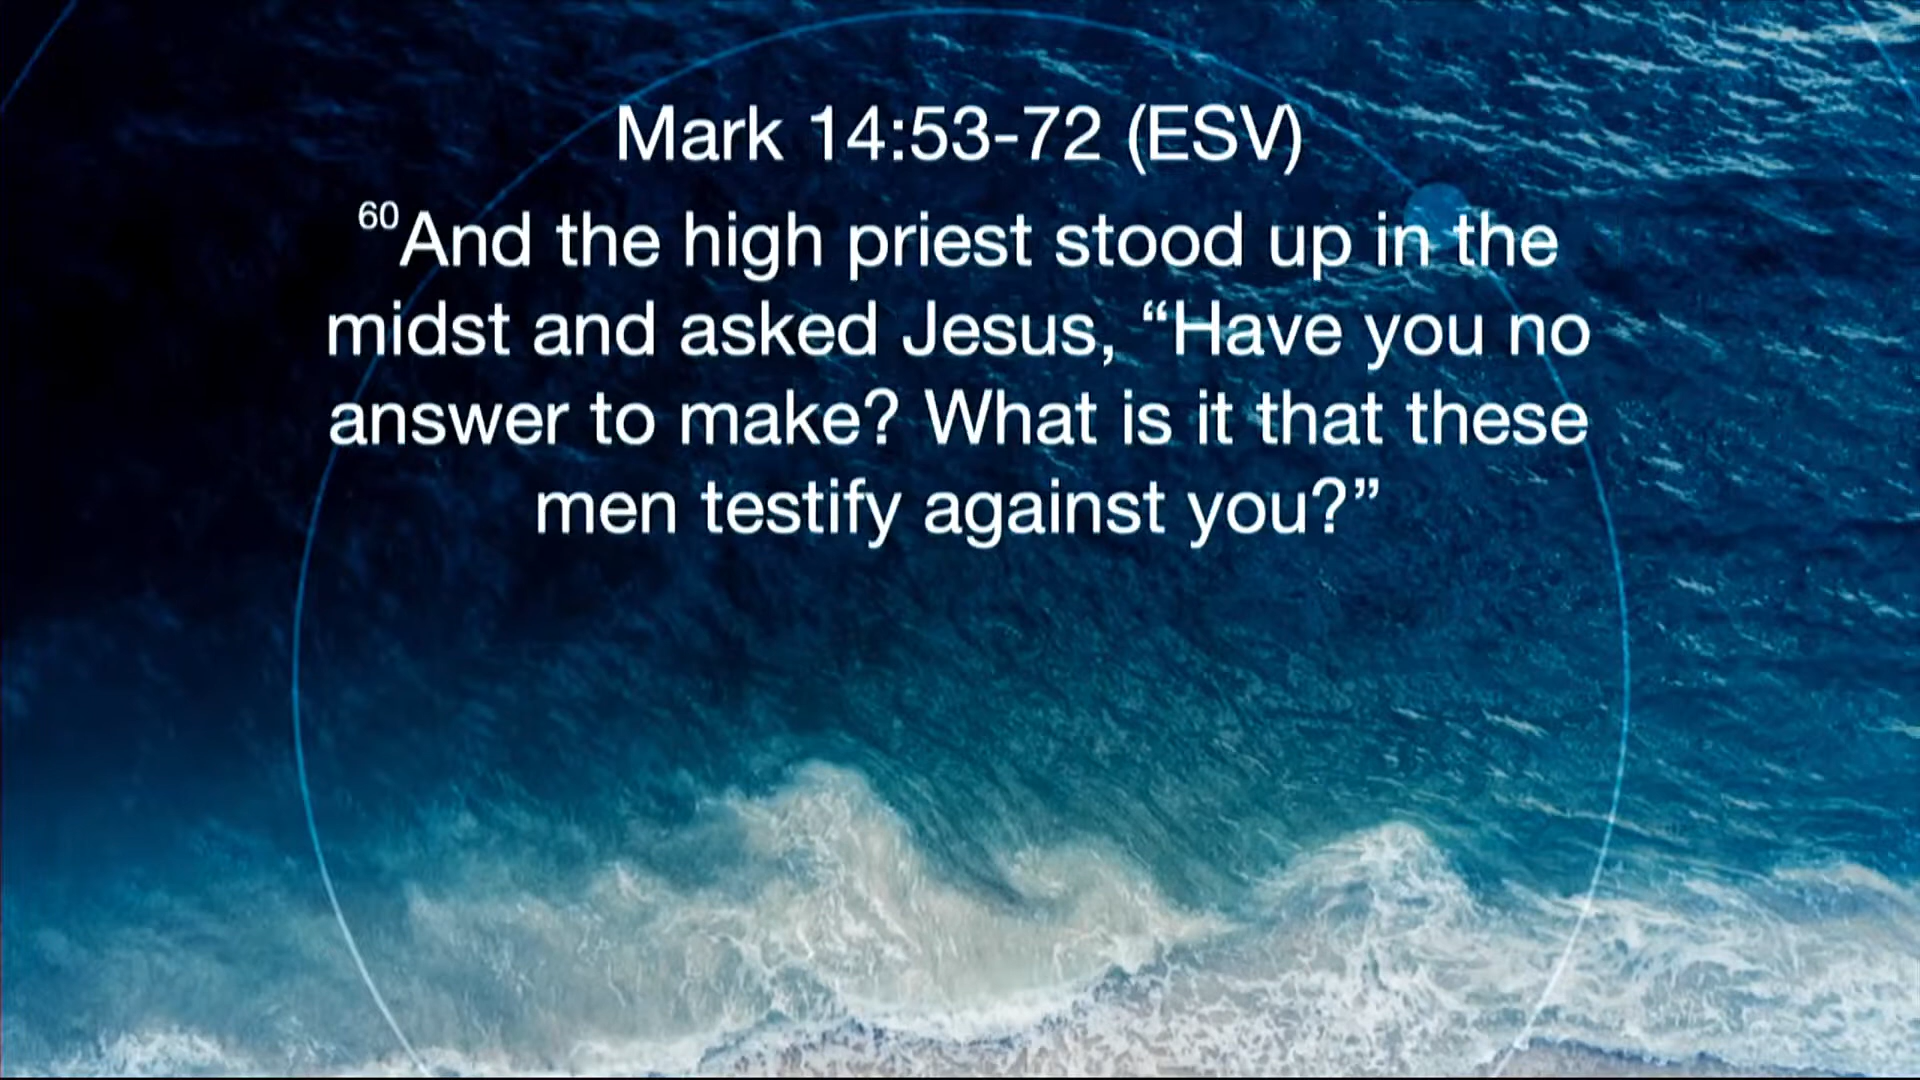 Mark 14:53-72 (ESV)
60And the high priest stood up in the
midst and asked Jesus, “Have you no
answer to make? What is it that these
men testify against you?”